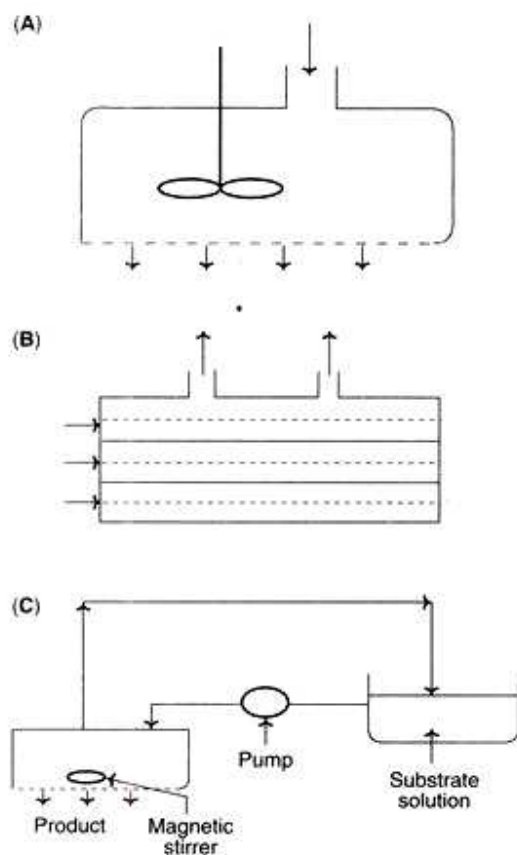 (A)
(B)
(C)
Pump
Substrate
solution
Product
Magnetic
stirrer